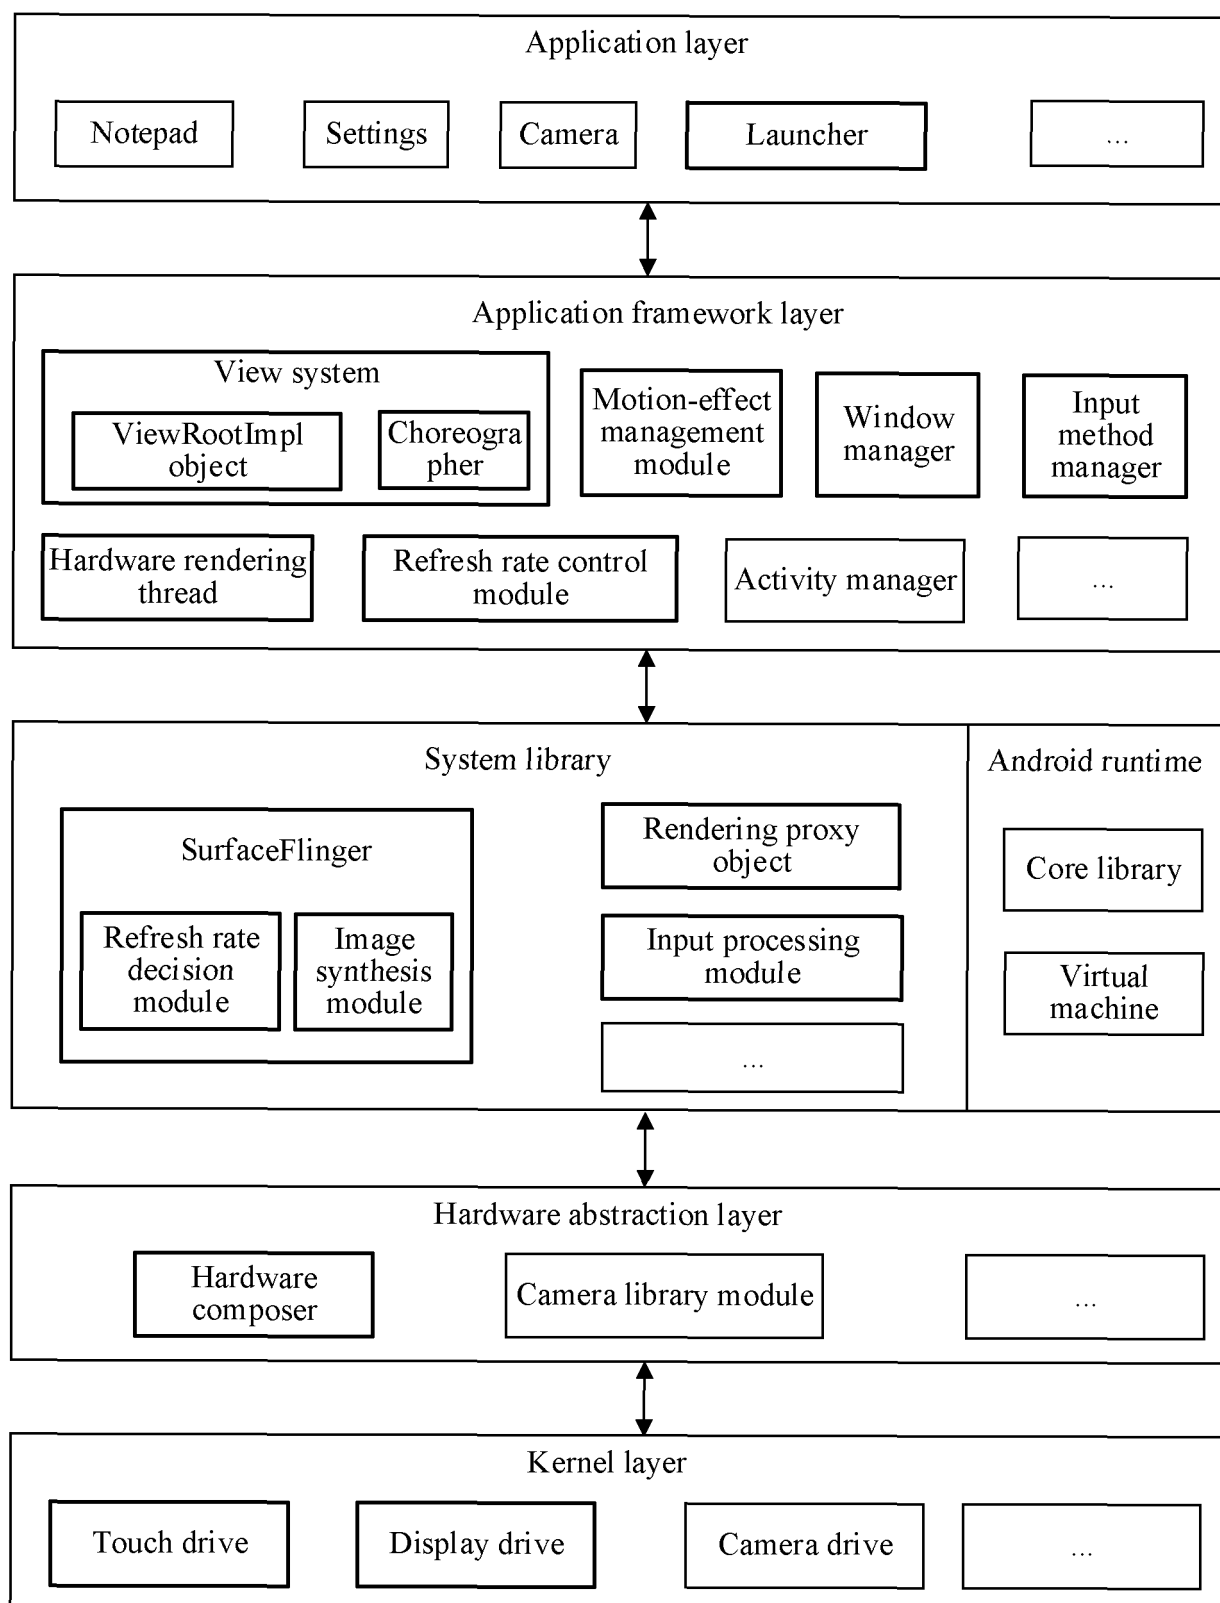 Application layer
Notepad
Settings
Camera
Launcher
...
Application framework layer
View system
ViewRootImpl
object
Choreogra
pher
Motion-effect
management
module
Window
manager
Input
method
manager
Hardware rendering
thread
Refresh rate control
module
Activity manager
...
System library
SurfaceFlinger
Refresh rate
decision
module
Image
synthesis
module
Rendering proxy
object
Input processing
module
...
Android runtime
Core library
Virtual
machine
Hardware abstraction layer
Hardware
composer
Camera library module
...
Kernel layer
Touch drive
Display drive
Camera drive
...